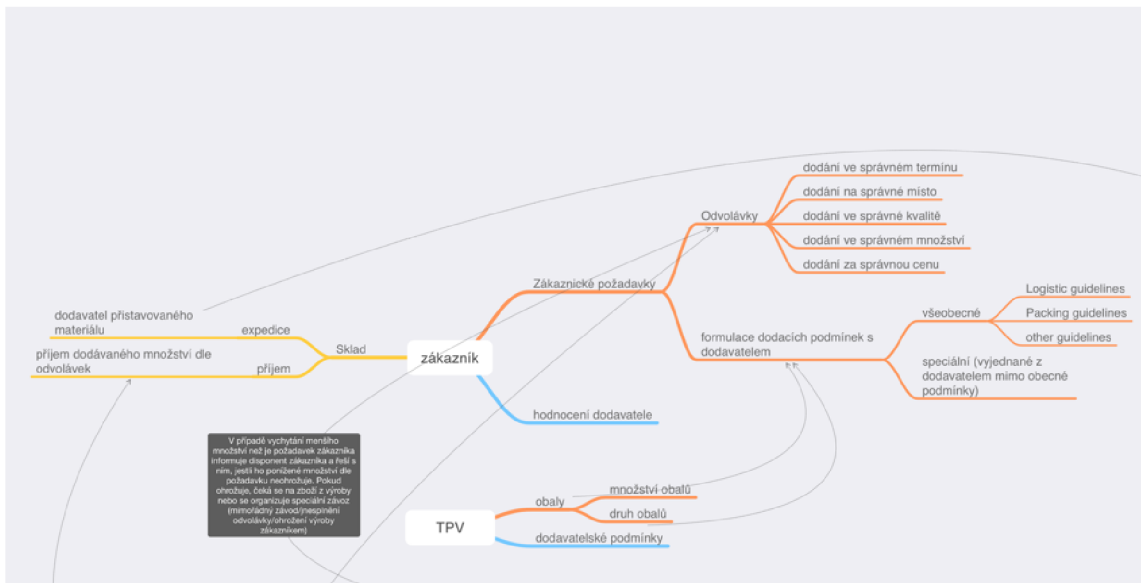 dodání ve správném termínu
dodání na správné místo
Odvolávky
dodání ve správné kvalitě
dodání ve správném množství
dodání za správnou cenu
Zákaznické požadavky
Logistic guidelines
všeobecné
Packing guidelines
other guidelines
formulace dodacích podmínek s
dodavatelem
speciální (vyjednané z
dodavatelem mimo obecné
podmínky)
dodavatel přistavovaného
materiálu
expedice
Sklad
zákazník
příjem dodávaného množství dle
odvolávek
příjem
hodnocení dodavatele
V případě vychytání menšího
množství než je požadavek zákazníka
informuje disponent zákazníka a řeší s
ním, jestli ho ponížené množství dle
požadavku neohrožuje. Pokud
ohrožuje, čeká se na zboží z výroby
nebo se organizuje speciální závoz
(mimořádný závod/jnesplnění
odvolávky/ohrožení výroby
zákazníkem)
množství obalů
obaly
druh obalů
TPV
dodavatelské podmínky